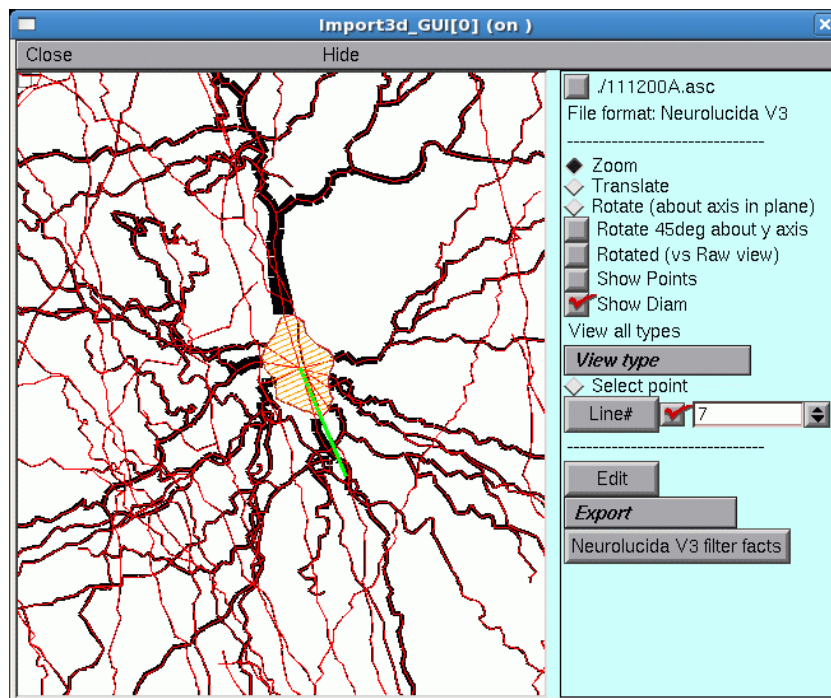 Import3d_GUI[0] (on )
Close Hide
./111200A.asc
File format: Neurolucida V3
--------------------------------
Zoom
Translate
Rotate (about axis in plane)
Rotate 45deg about y axis
Rotated (vs Raw view)
Show Points
Show Diam
View all types
View type
Select point
Line# 7
--------------------------------
Edit
Export
Neurolucida V3 filter facts